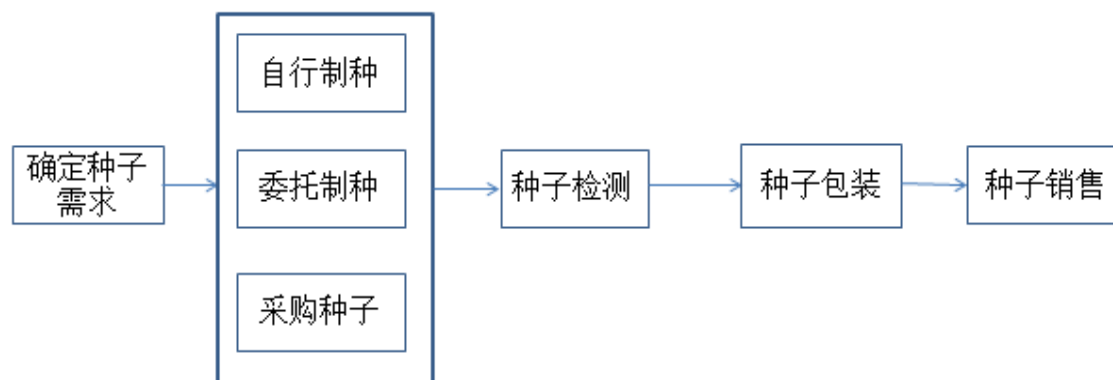 自行制种
确定种子
需求
委托制种
种子检测
种子包装
种子销售
采购种子